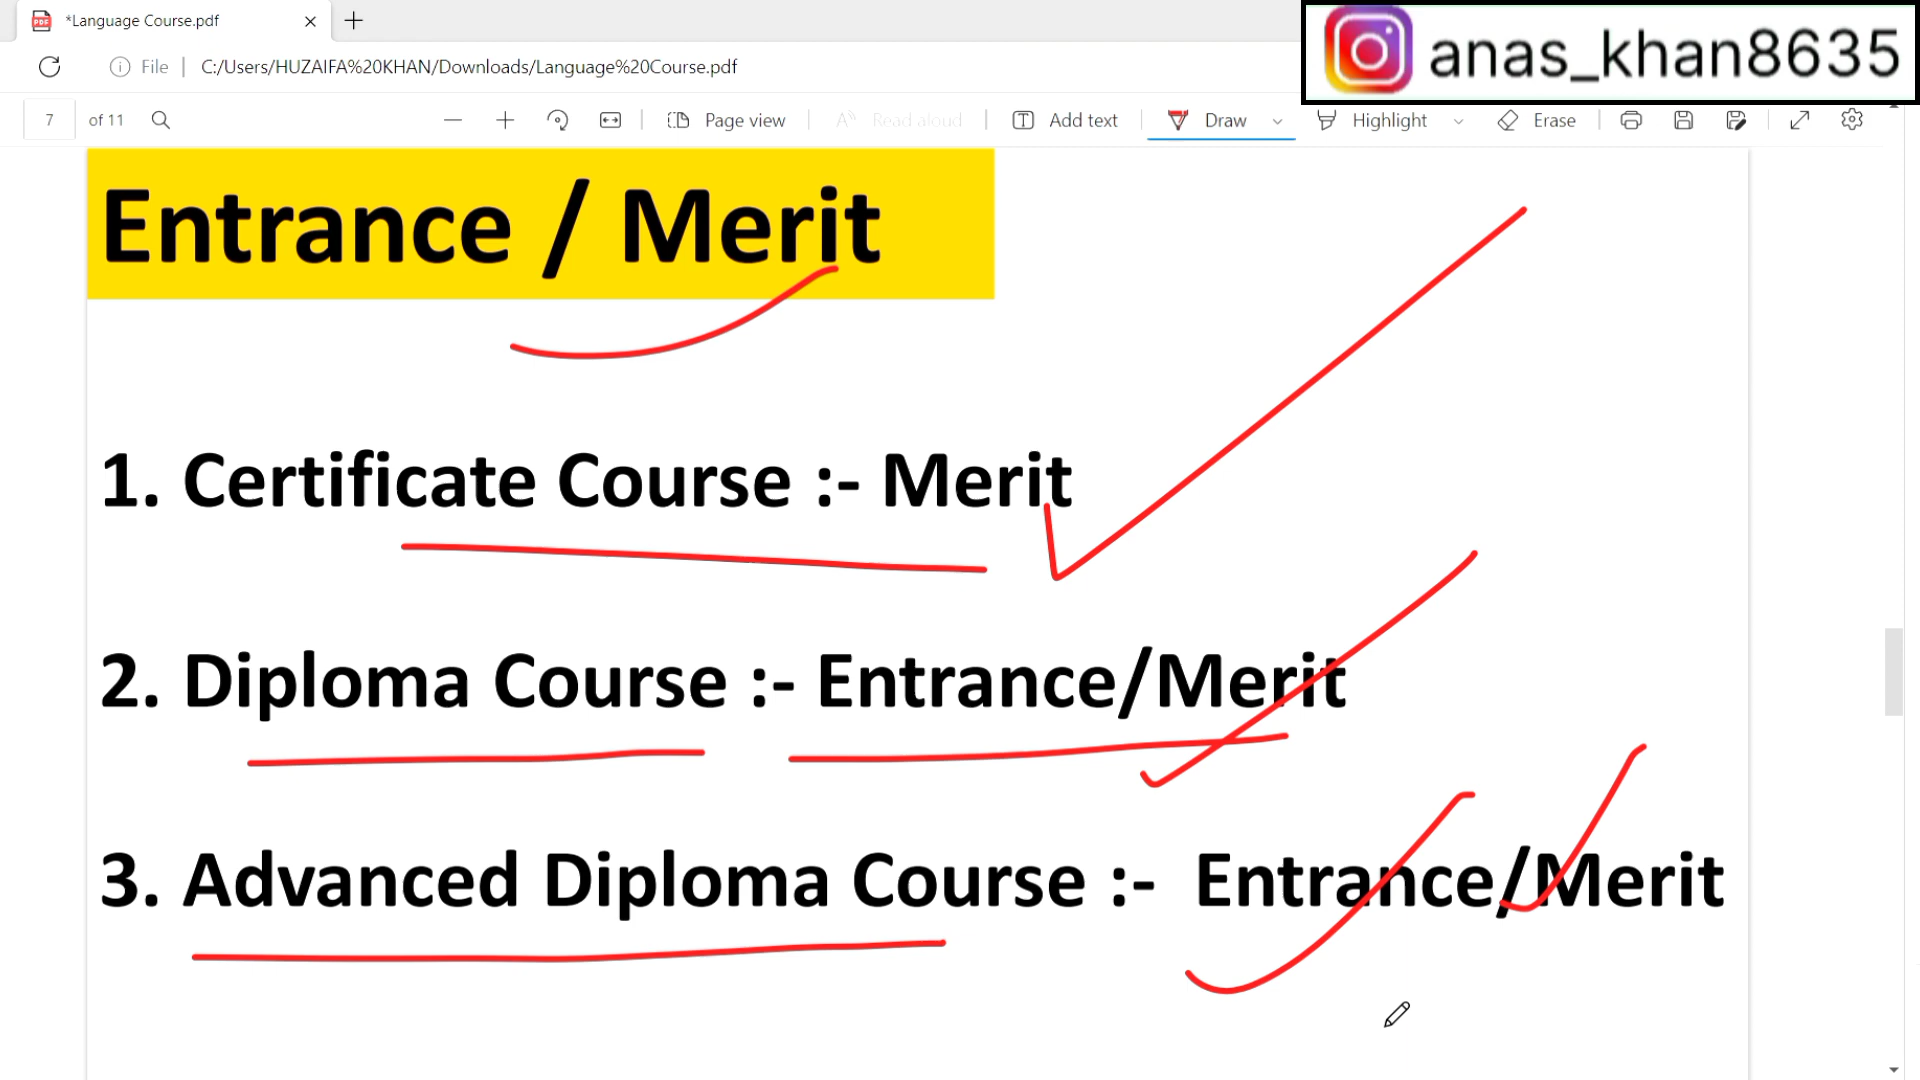 *Language Course.pdf
File | C:/Users/HUZAIFA%20KHAN/Downloads/Language%20Course.pdf
anas_khan8635
7 of 11 Page view Read aloud Add text Draw Highlight Erase
Entrance / Merit
1. Certificate Course :- Merit
2. Diploma Course :- Entrance/Merit
3. Advanced Diploma Course :- Entrance/Merit